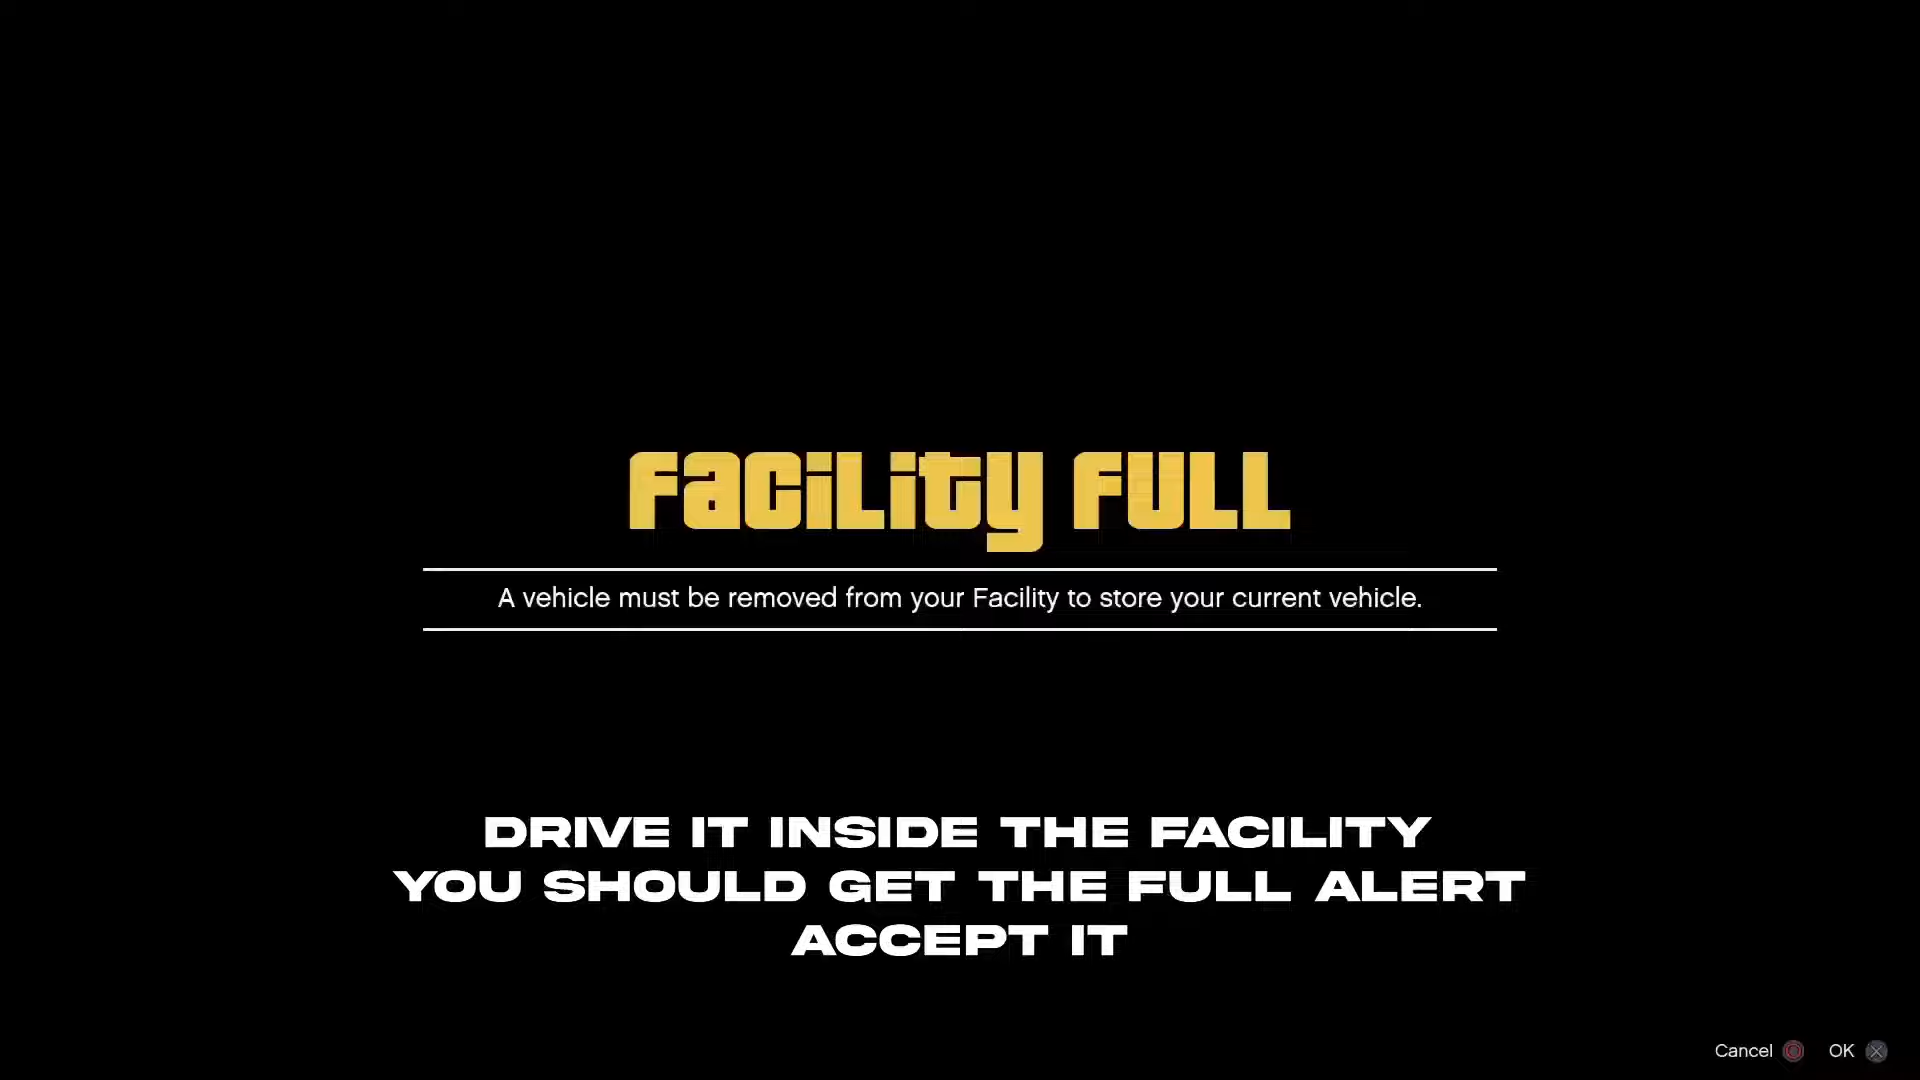 FaciLity FULL
A vehicle must be removed from your Facility to store your current vehicle.
DRIVE IT INSIDE THE FACILITY
YOU SHOULD GET THE FULL ALERT
ACCEPT IT
Cancel OK